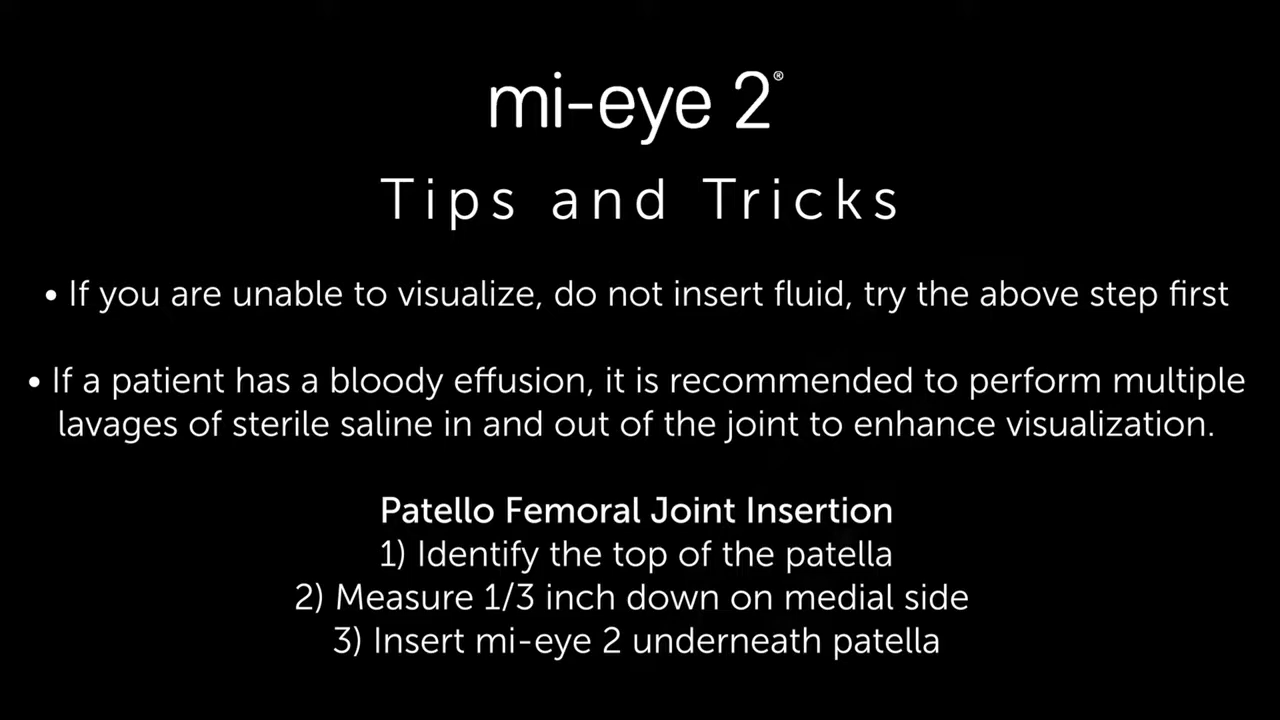 mi-eye 2®
Tips and Tricks
• If you are unable to visualize, do not insert fluid, try the above step first
• If a patient has a bloody effusion, it is recommended to perform multiple
lavages of sterile saline in and out of the joint to enhance visualization.
Patello Femoral Joint Insertion
1) Identify the top of the patella
2) Measure 1/3 inch down on medial side
3) Insert mi-eye 2 underneath patella